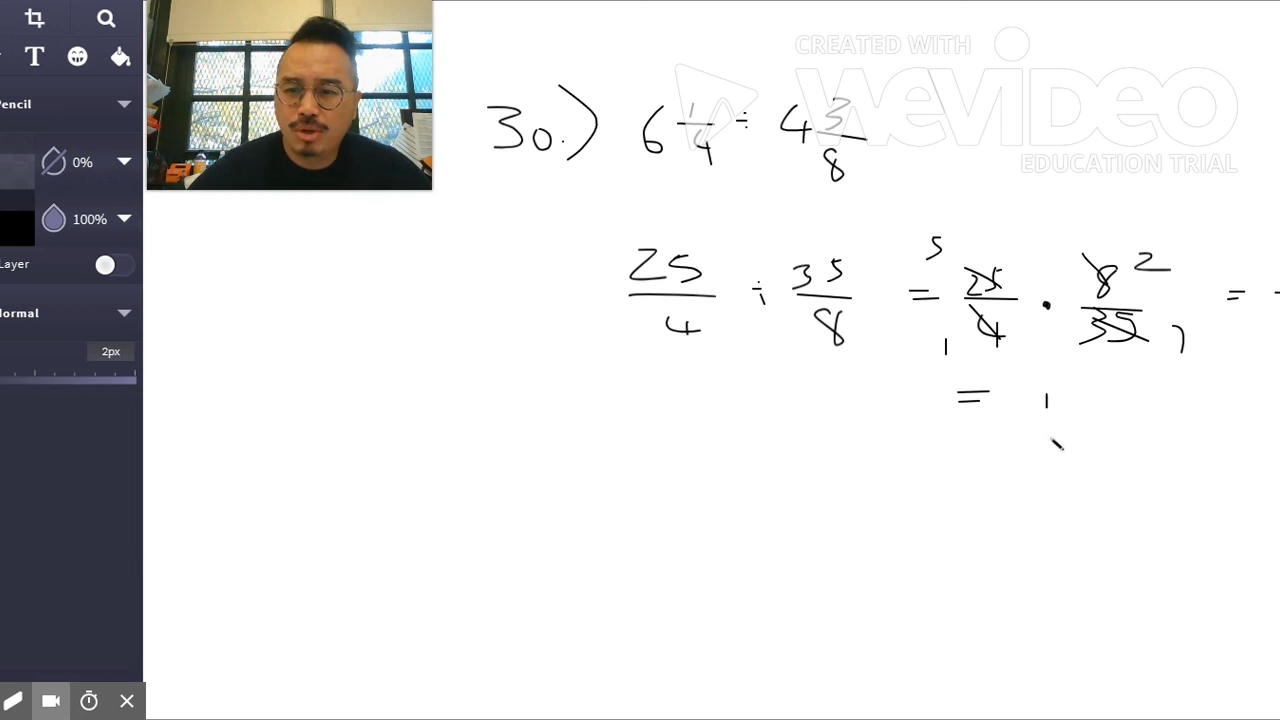 T
Pencil
0%
100%
Layer
Normal
2px
CREATED WITH
WEVIDEO
EDUCATION TRIAL
30.) 6 1/4 ÷ 4 3/8
25/4 ÷ 35/8 = 5 25/4 1 · 8/35 2 7 =
= 1